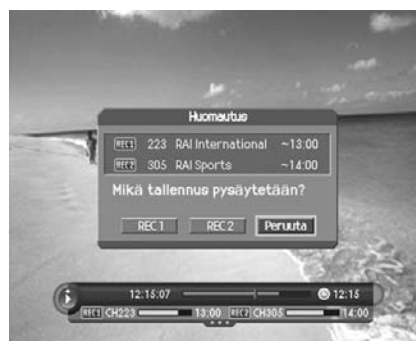 Huomautus
REC1 223 RAI International ~13:00
REC2 305 RAI Sports ~14:00
Mikä tallennus pysäytetään?
REC 1 REC 2 Peruuta
12:15:07 12:15
REC1 CH223 13:00 REC2 CH305 14:00